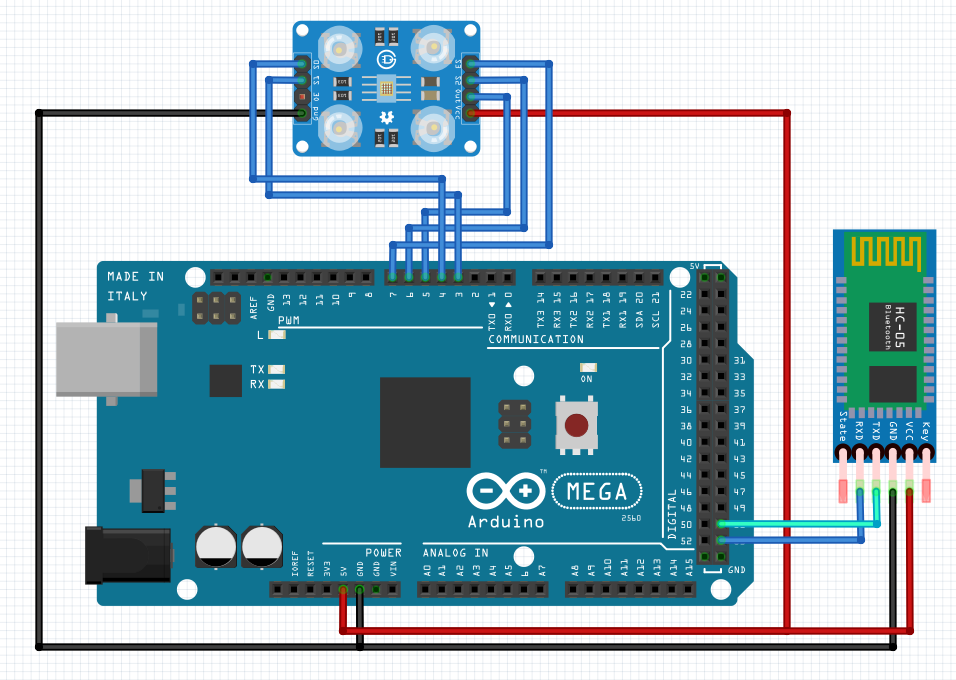 S0
S1
OE
Gnd
S3
S2
Out
Vcc
MADE IN
ITALY
AREF
GND
13
12
11
10
9
8
7
6
5
4
3
2
TX0 ▶ 1
RX0 ◀ 0
TX3 14
RX3 15
TX2 16
RX2 17
TX1 18
RX1 19
SDA 20
SCL 21
5V
PWM
COMMUNICATION
L
TX
RX
ON
22
24
26
28
30 31
32 33
34 35
36 37
38 39
40 41
42 43
44 45
46 47
48 49
50
52
DIGITAL
GND
TM
Arduino
MEGA
2560
POWER
ANALOG IN
IOREF
RESET
3V3
5V
GND
GND
VIN
A0
A1
A2
A3
A4
A5
6
A7
A8
A9
A10
A11
A12
A13
A14
A15
HC-05
Bluetooth
State
RXD
TXD
GND
VCC
Key